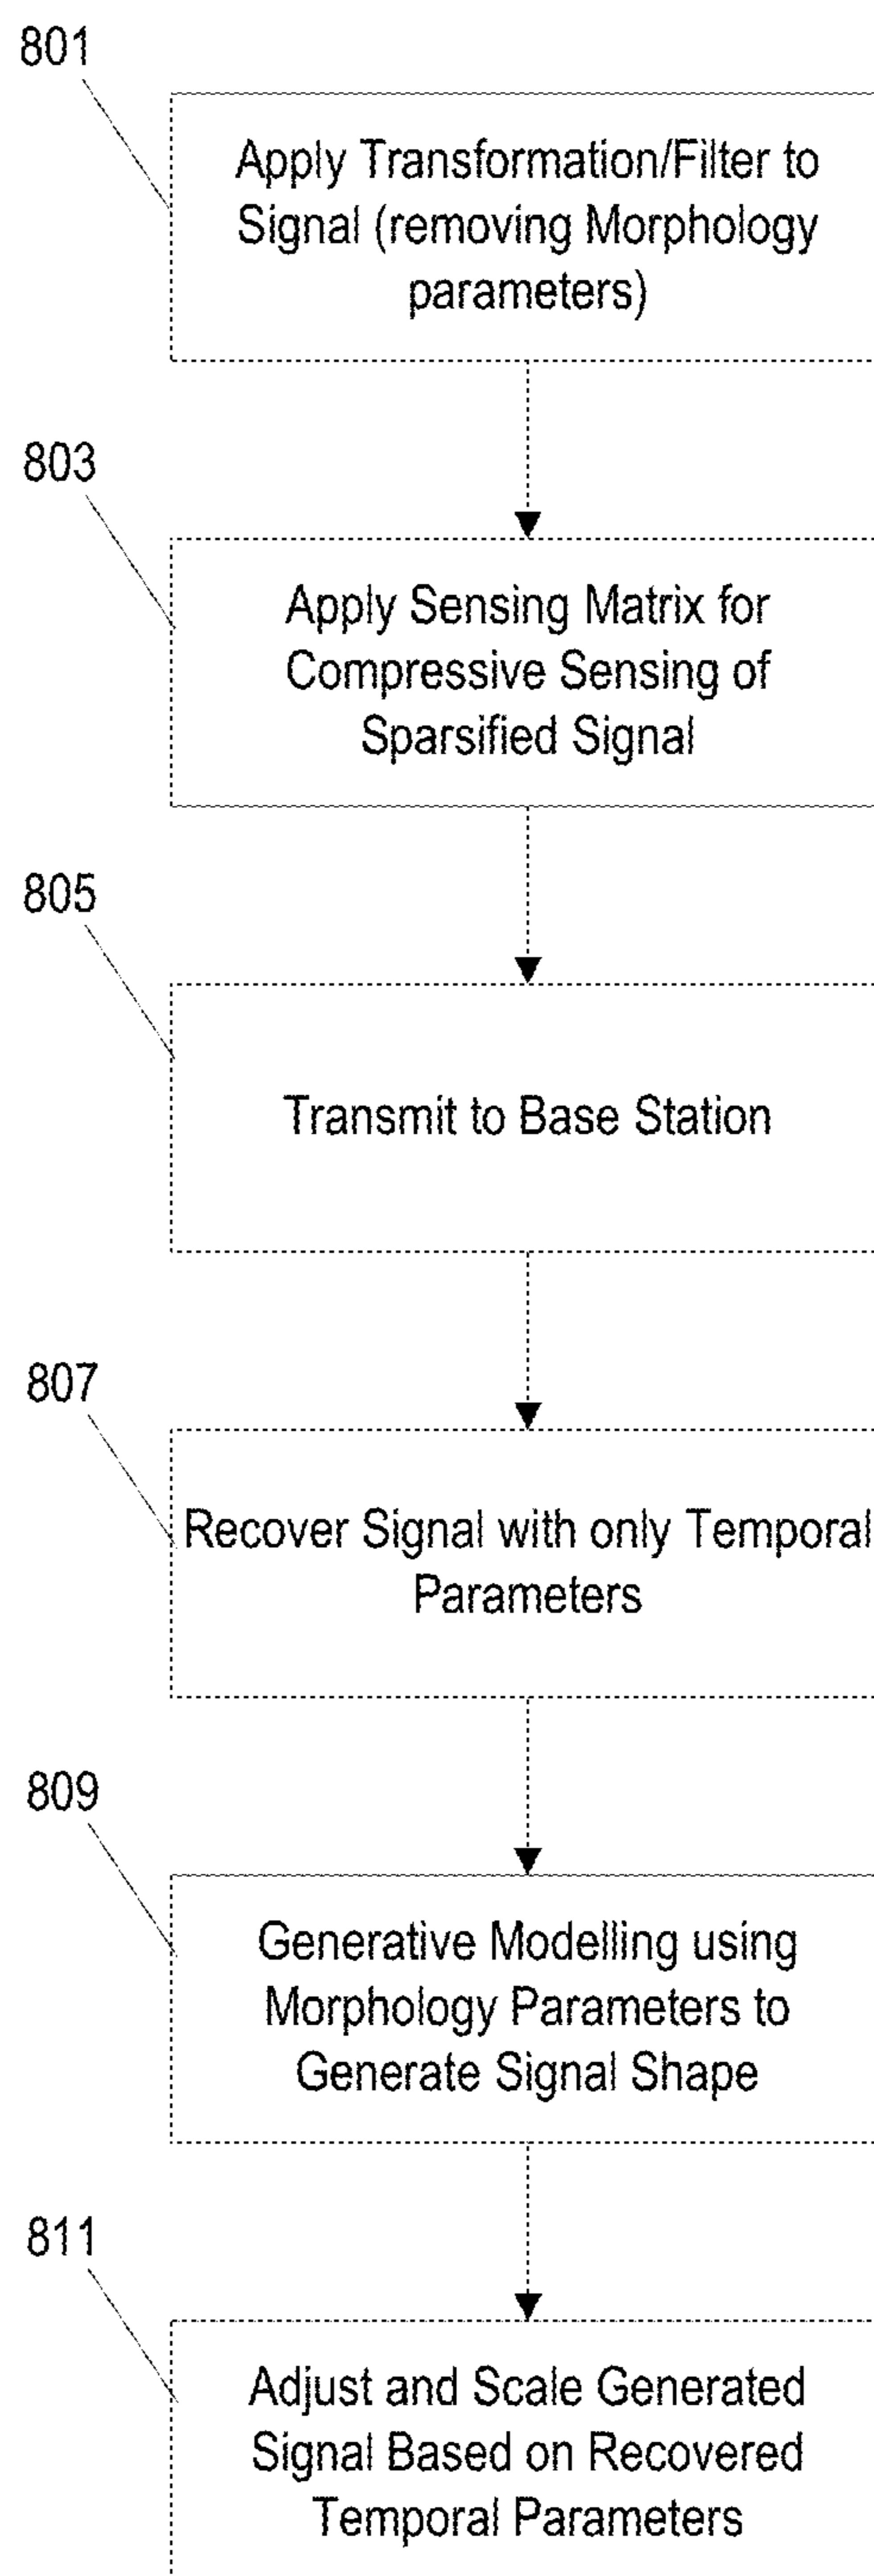 801
Apply Transformation/Filter to
Signal (removing Morphology
parameters)
803
Apply Sensing Matrix for
Compressive Sensing of
Sparsified Signal
805
Transmit to Base Station
807
Recover Signal with only Temporal
Parameters
809
Generative Modelling using
Morphology Parameters to
Generate Signal Shape
811
Adjust and Scale Generated
Signal Based on Recovered
Temporal Parameters